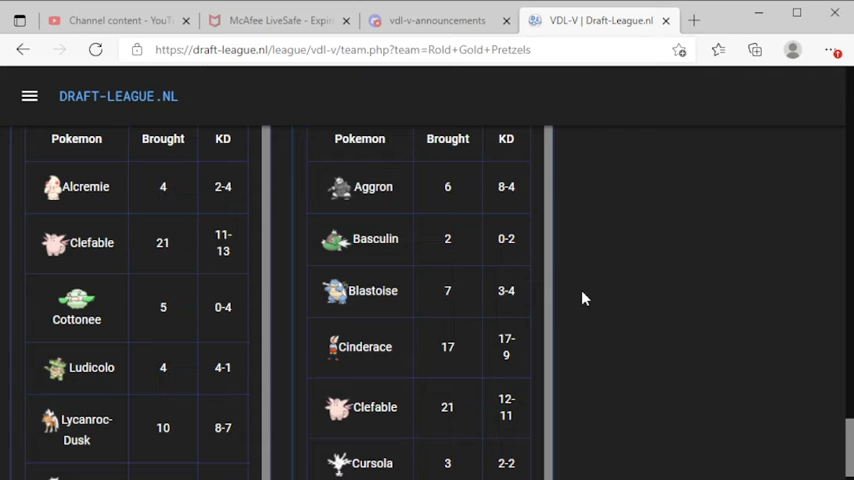 Channel content - YouT
McAfee LiveSafe - Expin
vdl-v-announcements
VDL-V | Draft-League.nl
https://draft-league.nl/league/vdl-v/team.php?team=Rold+Gold+Pretzels
DRAFT-LEAGUE.NL
Pokemon Brought KD
Alcremie 4 2-4
Clefable 21 11-
13
Cottonee 5 0-4
Ludicolo 4 4-1
Lycanroc-
Dusk 10 8-7
Pokemon Brought KD
Aggron 6 8-4
Basculin 2 0-2
Blastoise 7 3-4
Cinderace 17 17-
9
Clefable 21 12-
11
Cursola 3 2-2